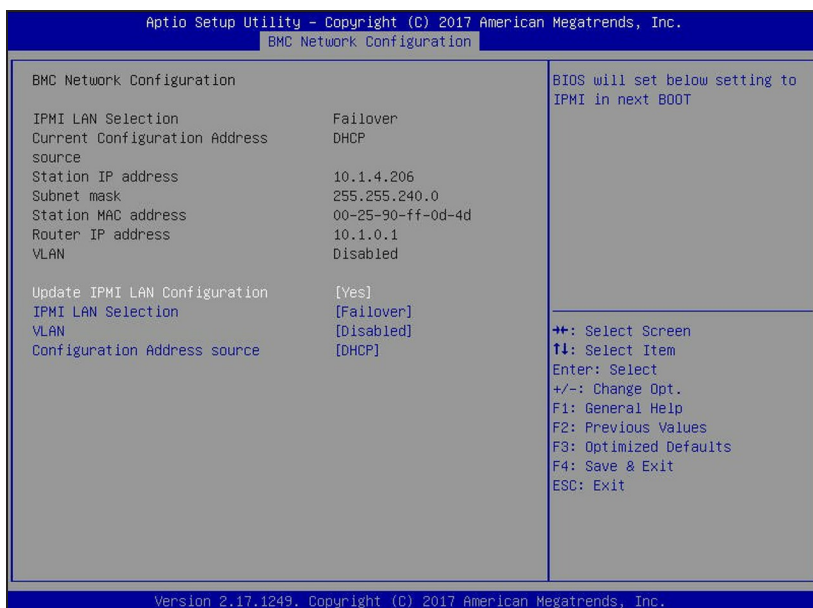 Aptio Setup Utility – Copyright (C) 2017 American Megatrends, Inc.
BMC Network Configuration
BMC Network Configuration
IPMI LAN Selection Failover
Current Configuration Address DHCP
source
Station IP address 10.1.4.206
Subnet mask 255.255.240.0
Station MAC address 00-25-90-ff-0d-4d
Router IP address 10.1.0.1
VLAN Disabled
Update IPMI LAN Configuration [Yes]
IPMI LAN Selection [Failover]
VLAN [Disabled]
Configuration Address source [DHCP]
BIOS will set below setting to
IPMI in next BOOT
→←: Select Screen
↑↓: Select Item
Enter: Select
+/-: Change Opt.
F1: General Help
F2: Previous Values
F3: Optimized Defaults
F4: Save & Exit
ESC: Exit
Version 2.17.1249. Copyright (C) 2017 American Megatrends, Inc.